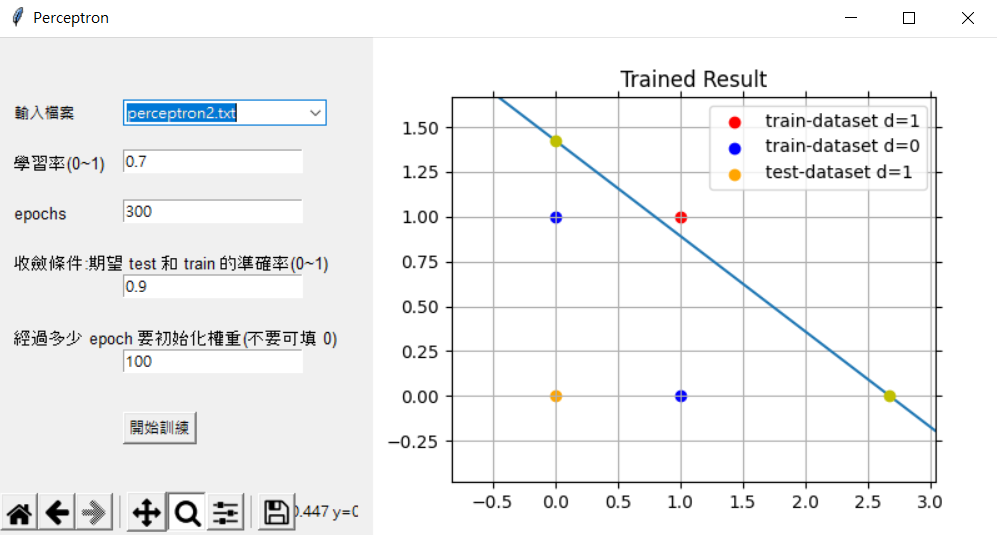 Perceptron
輸入檔案
perceptron2.txt
學習率(0~1)
0.7
epochs
300
收斂條件:期望 test 和 train 的準確率(0~1)
0.9
經過多少 epoch 要初始化權重(不要可填 0)
100
開始訓練
0.447 y=0
Trained Result
train-dataset d=1
train-dataset d=0
test-dataset d=1
1.50
1.25
1.00
0.75
0.50
0.25
0.00
−0.25
−0.5
0.0
0.5
1.0
1.5
2.0
2.5
3.0